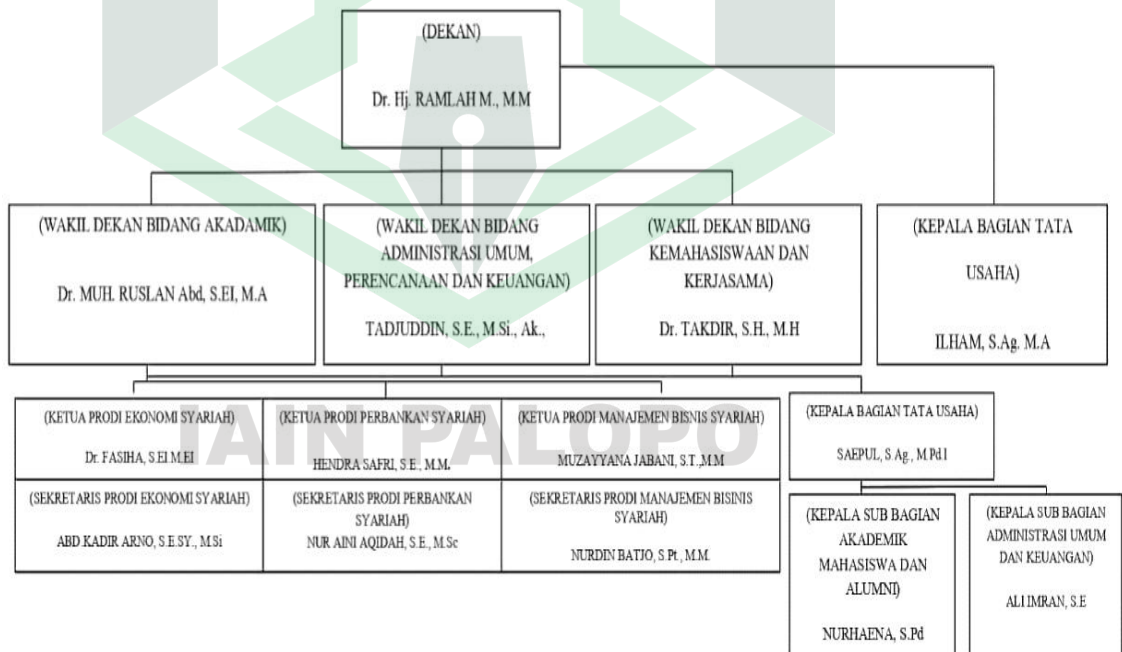 (DEKAN)
Dr. Hj. RAMLAH M., M.M
(WAKIL DEKAN BIDANG AKADAMIK)
Dr. MUH. RUSLAN Abd, S.EI, M.A
(WAKIL DEKAN BIDANG
ADMINISTRASI UMUM,
PERENCANAAN DAN KEUANGAN)
TADJUDDIN, S.E., M.Si., Ak.,
(WAKIL DEKAN BIDANG
KEMAHASISWAAN DAN
KERJASAMA)
Dr. TAKDIR, S.H., M.H
(KEPALA BAGIAN TATA
USAHA)
ILHAM, S.Ag. M.A
(KETUA PRODI EKONOMI SYARIAH)
Dr. FASIHA, S.EI M.EI
(KETUA PRODI PERBANKAN SYARIAH)
HENDRA SAFRI, S.E., M.M.
(KETUA PRODI MANAJEMEN BISNIS SYARIAH)
MUZAYYANA JABANI, S.T.,M.M
(KEPALA BAGIAN TATA USAHA)
SAEPUL, S.Ag., M.Pd I
(SEKRETARIS PRODI EKONOMI SYARIAH)
ABD.KADIR ARNO, S.E.SY., M.Si
(SEKRETARIS PRODI PERBANKAN
SYARIAH)
NUR AINI AQIDAH, S.E., M.Sc
(SEKRETARIS PRODI MANAJEMEN BISINIS
SYARIAH)
NURDIN BATJO, S.Pt., M.M.
(KEPALA SUB BAGIAN
AKADEMIK
MAHASISWA DAN
ALUMNI)
NURHAENA, S.Pd
(KEPALA SUB BAGIAN
ADMINISTRASI UMUM
DAN KEUANGAN)
ALI IMRAN, S.E
IAIN PALOPO